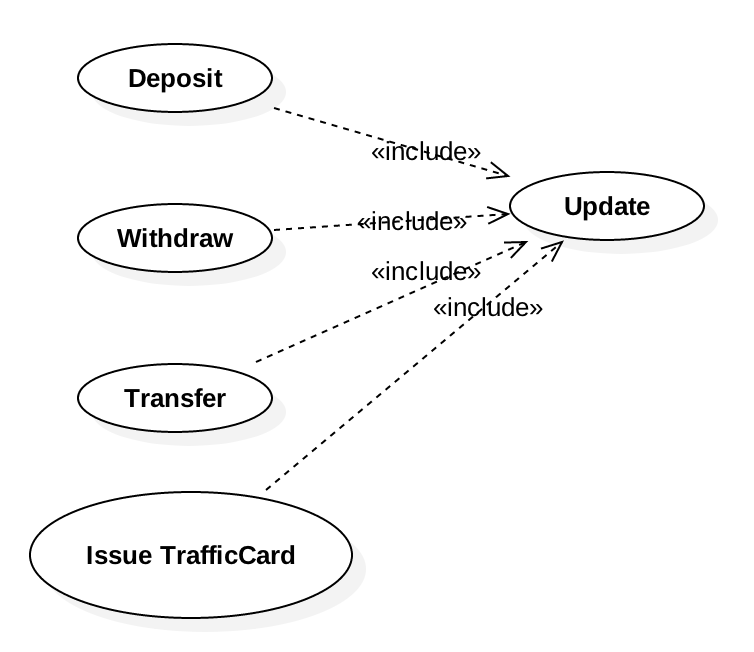 Deposit
«include»
Update
Withdraw
«include»
«include»
«include»
Transfer
Issue TrafficCard